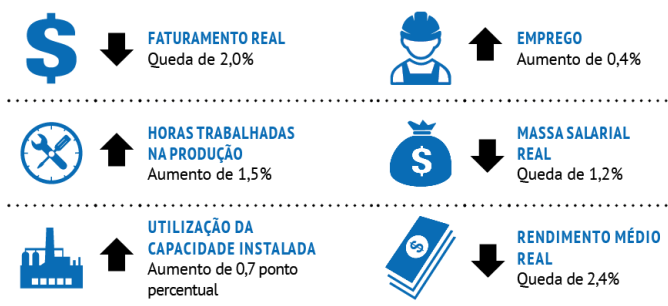 $
FATURAMENTO REAL
Queda de 2,0%
EMPREGO
Aumento de 0,4%
HORAS TRABALHADAS
NA PRODUÇÃO
Aumento de 1,5%
$
MASSA SALARIAL
REAL
Queda de 1,2%
UTILIZAÇÃO DA
CAPACIDADE INSTALADA
Aumento de 0,7 ponto
percentual
$
RENDIMENTO MÉDIO
REAL
Queda de 2,4%